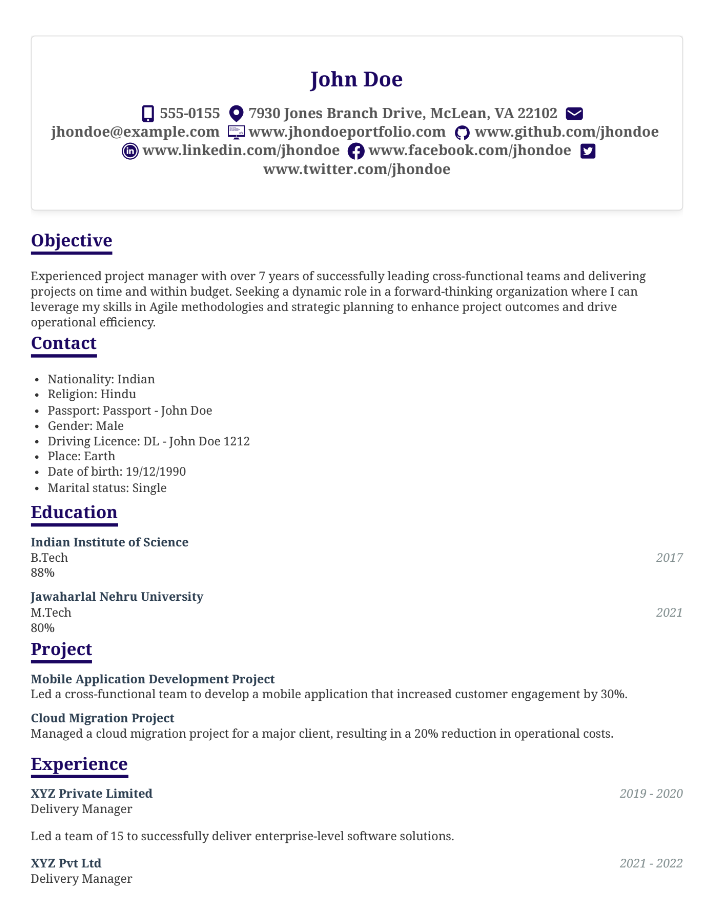 John Doe
555-0155 7930 Jones Branch Drive, McLean, VA 22102
jhondoe@example.com www.jhondoeportfolio.com www.github.com/jhondoe
www.linkedin.com/jhondoe www.facebook.com/jhondoe
www.twitter.com/jhondoe
Objective
Experienced project manager with over 7 years of successfully leading cross-functional teams and delivering
projects on time and within budget. Seeking a dynamic role in a forward-thinking organization where I can
leverage my skills in Agile methodologies and strategic planning to enhance project outcomes and drive
operational efficiency.
Contact
• Nationality: Indian
• Religion: Hindu
• Passport: Passport - John Doe
• Gender: Male
• Driving Licence: DL - John Doe 1212
• Place: Earth
• Date of birth: 19/12/1990
• Marital status: Single
Education
Indian Institute of Science
B.Tech 2017
88%
Jawaharlal Nehru University
M.Tech 2021
80%
Project
Mobile Application Development Project
Led a cross-functional team to develop a mobile application that increased customer engagement by 30%.
Cloud Migration Project
Managed a cloud migration project for a major client, resulting in a 20% reduction in operational costs.
Experience
XYZ Private Limited 2019 - 2020
Delivery Manager
Led a team of 15 to successfully deliver enterprise-level software solutions.
XYZ Pvt Ltd 2021 - 2022
Delivery Manager